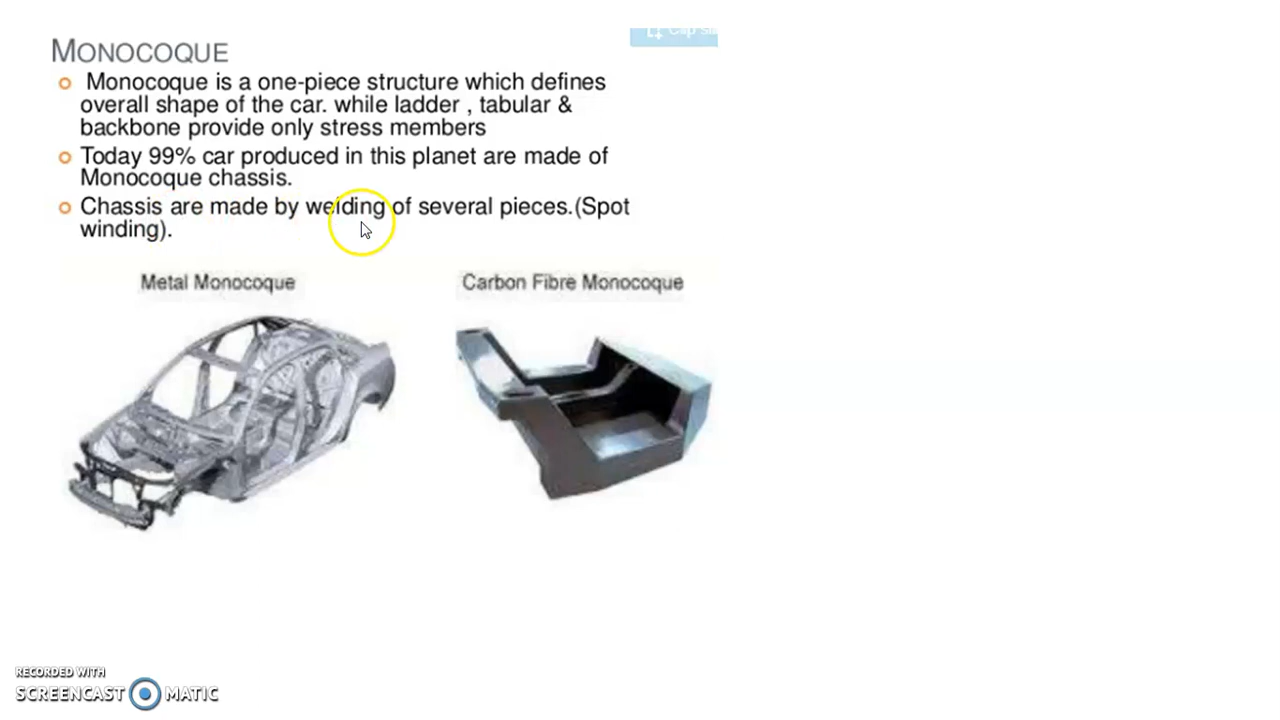 Clip sl
MONOCOQUE
Monocoque is a one-piece structure which defines
overall shape of the car. while ladder , tabular &
backbone provide only stress members
Today 99% car produced in this planet are made of
Monocoque chassis.
Chassis are made by welding of several pieces.(Spot
winding).
Metal Monocoque
Carbon Fibre Monocoque
RECORDED WITH
SCREENCAST MATIC